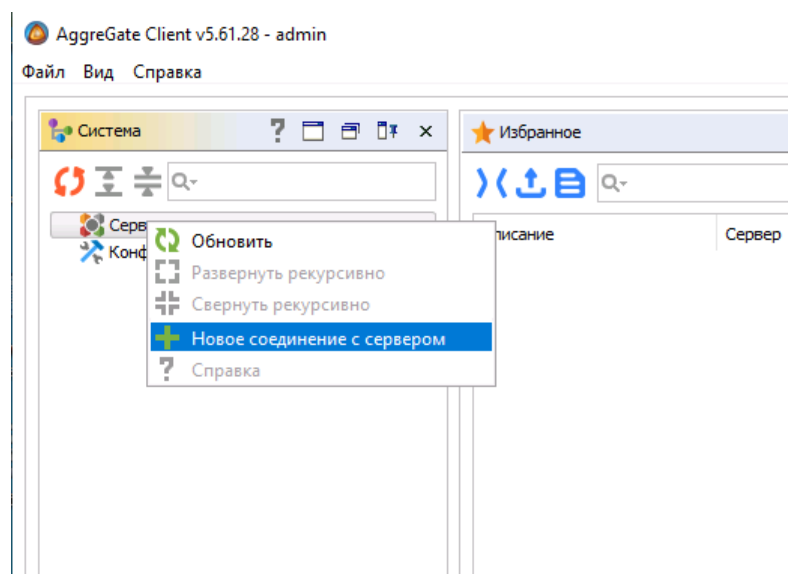 AggreGate Client v5.61.28 - admin
Файл Вид Справка
Система
Избранное
Обновить
Развернуть рекурсивно
Свернуть рекурсивно
Новое соединение с сервером
Справка
Сервер